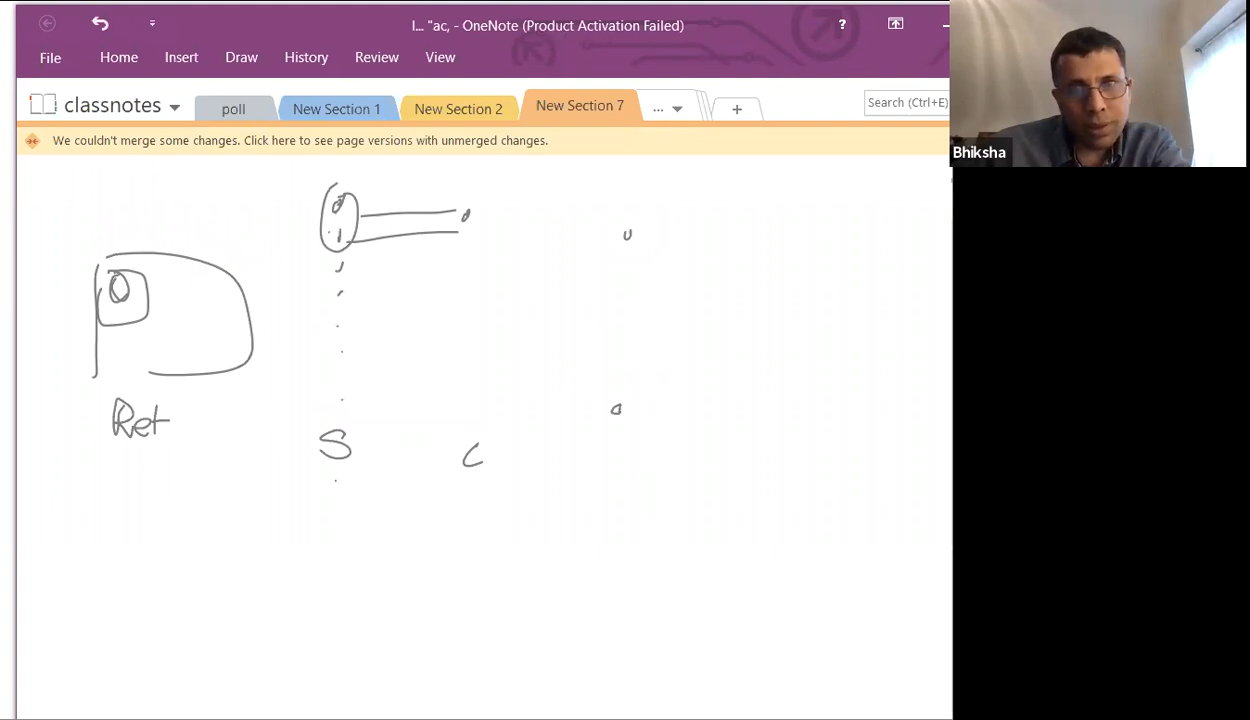 I... "ac, - OneNote (Product Activation Failed)
?
File Home Insert Draw History Review View
classnotes poll New Section 1 New Section 2 New Section 7 ... + Search (Ctrl+E)
We couldn't merge some changes. Click here to see page versions with unmerged changes.
Bhiksha
Ret
S C